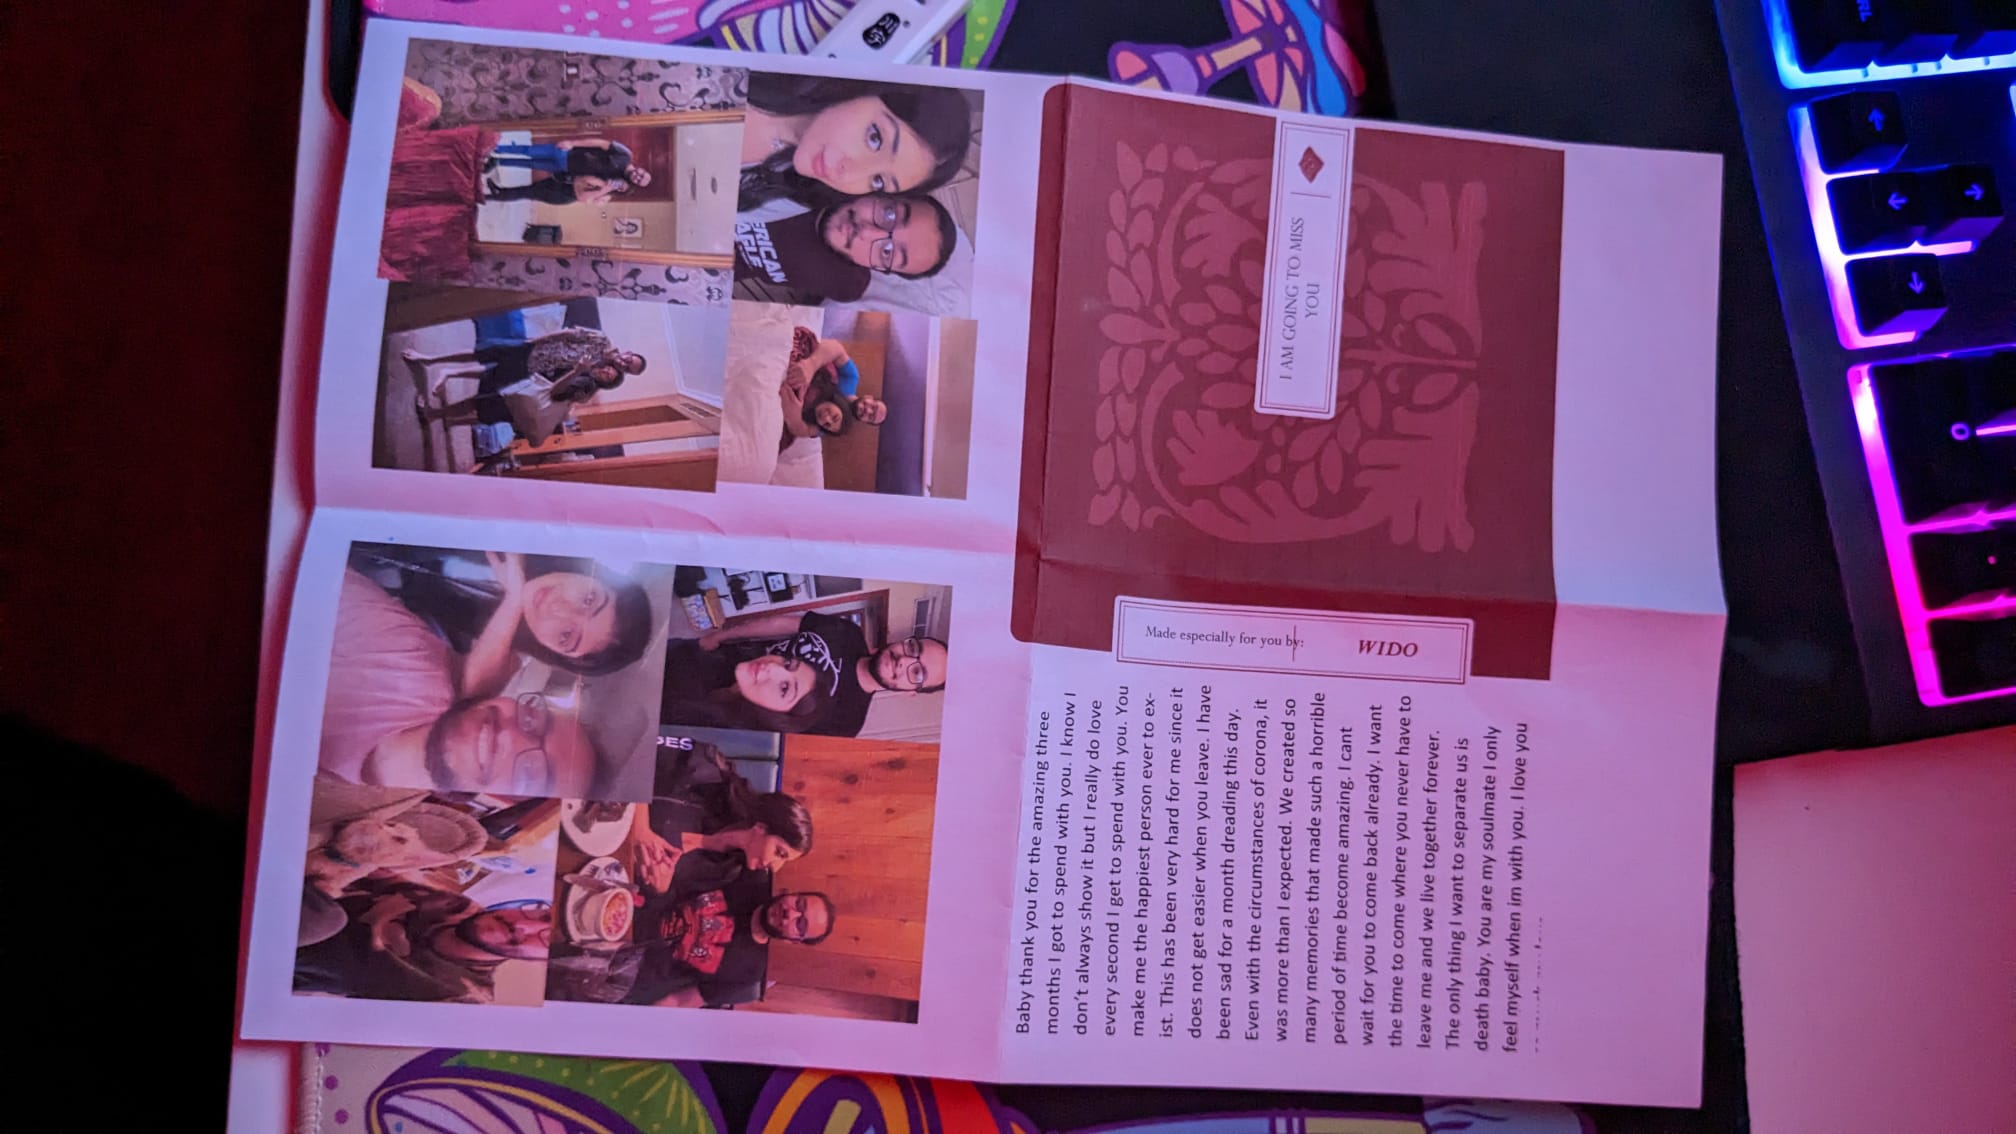 I AM GOING TO MISS
YOU
Made especially for you by:
WIDO
Baby thank you for the amazing three
months I got to spend with you. I know I
don't always show it but I really do love
every second I get to spend with you. You
make me the happiest person ever to ex-
ist. This has been very hard for me since it
does not get easier when you leave. I have
been sad for a month dreading this day.
Even with the circumstances of corona, it
was more than I expected. We created so
many memories that made such a horrible
period of time become amazing. I cant
wait for you to come back already. I want
the time to come where you never have to
leave me and we live together forever.
The only thing I want to separate us is
death baby. You are my soulmate I only
feel myself when inn with you. I love you